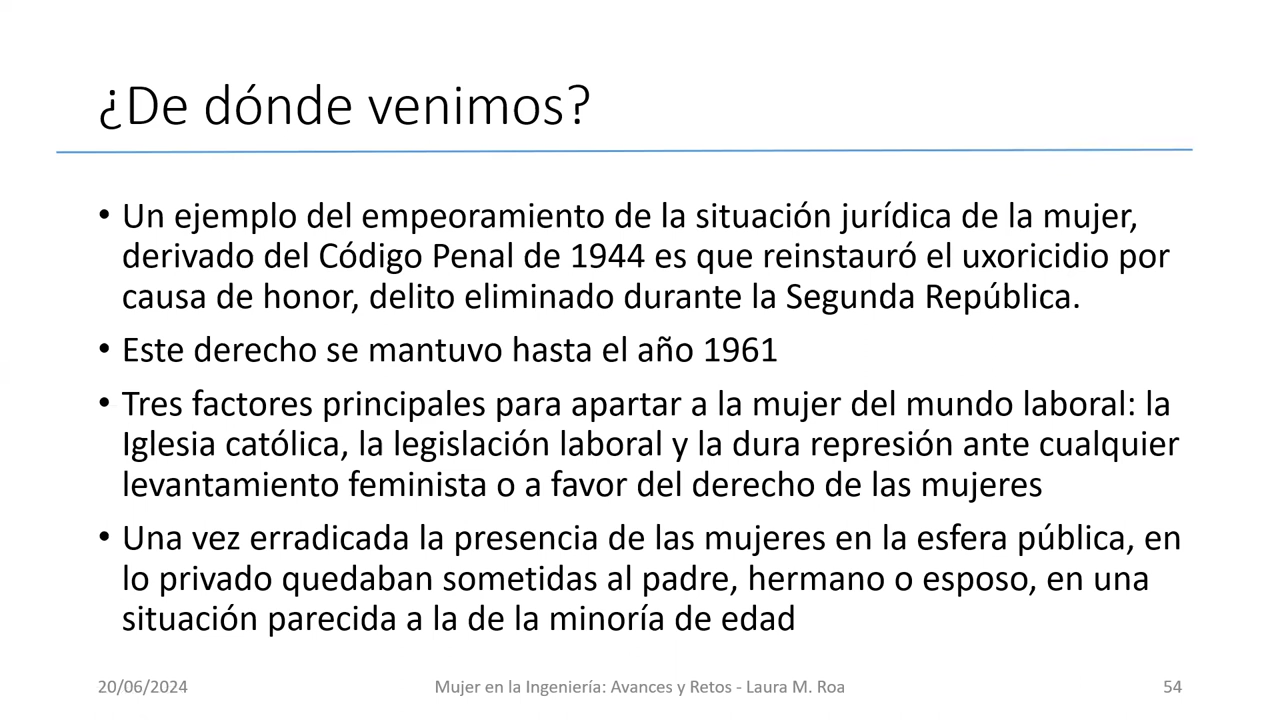 ¿De dónde venimos?
• Un ejemplo del empeoramiento de la situación jurídica de la mujer,
derivado del Código Penal de 1944 es que reinstauró el uxoricidio por
causa de honor, delito eliminado durante la Segunda República.
• Este derecho se mantuvo hasta el año 1961
• Tres factores principales para apartar a la mujer del mundo laboral: la
Iglesia católica, la legislación laboral y la dura represión ante cualquier
levantamiento feminista o a favor del derecho de las mujeres
• Una vez erradicada la presencia de las mujeres en la esfera pública, en
lo privado quedaban sometidas al padre, hermano o esposo, en una
situación parecida a la de la minoría de edad
20/06/2024 Mujer en la Ingeniería: Avances y Retos - Laura M. Roa 54